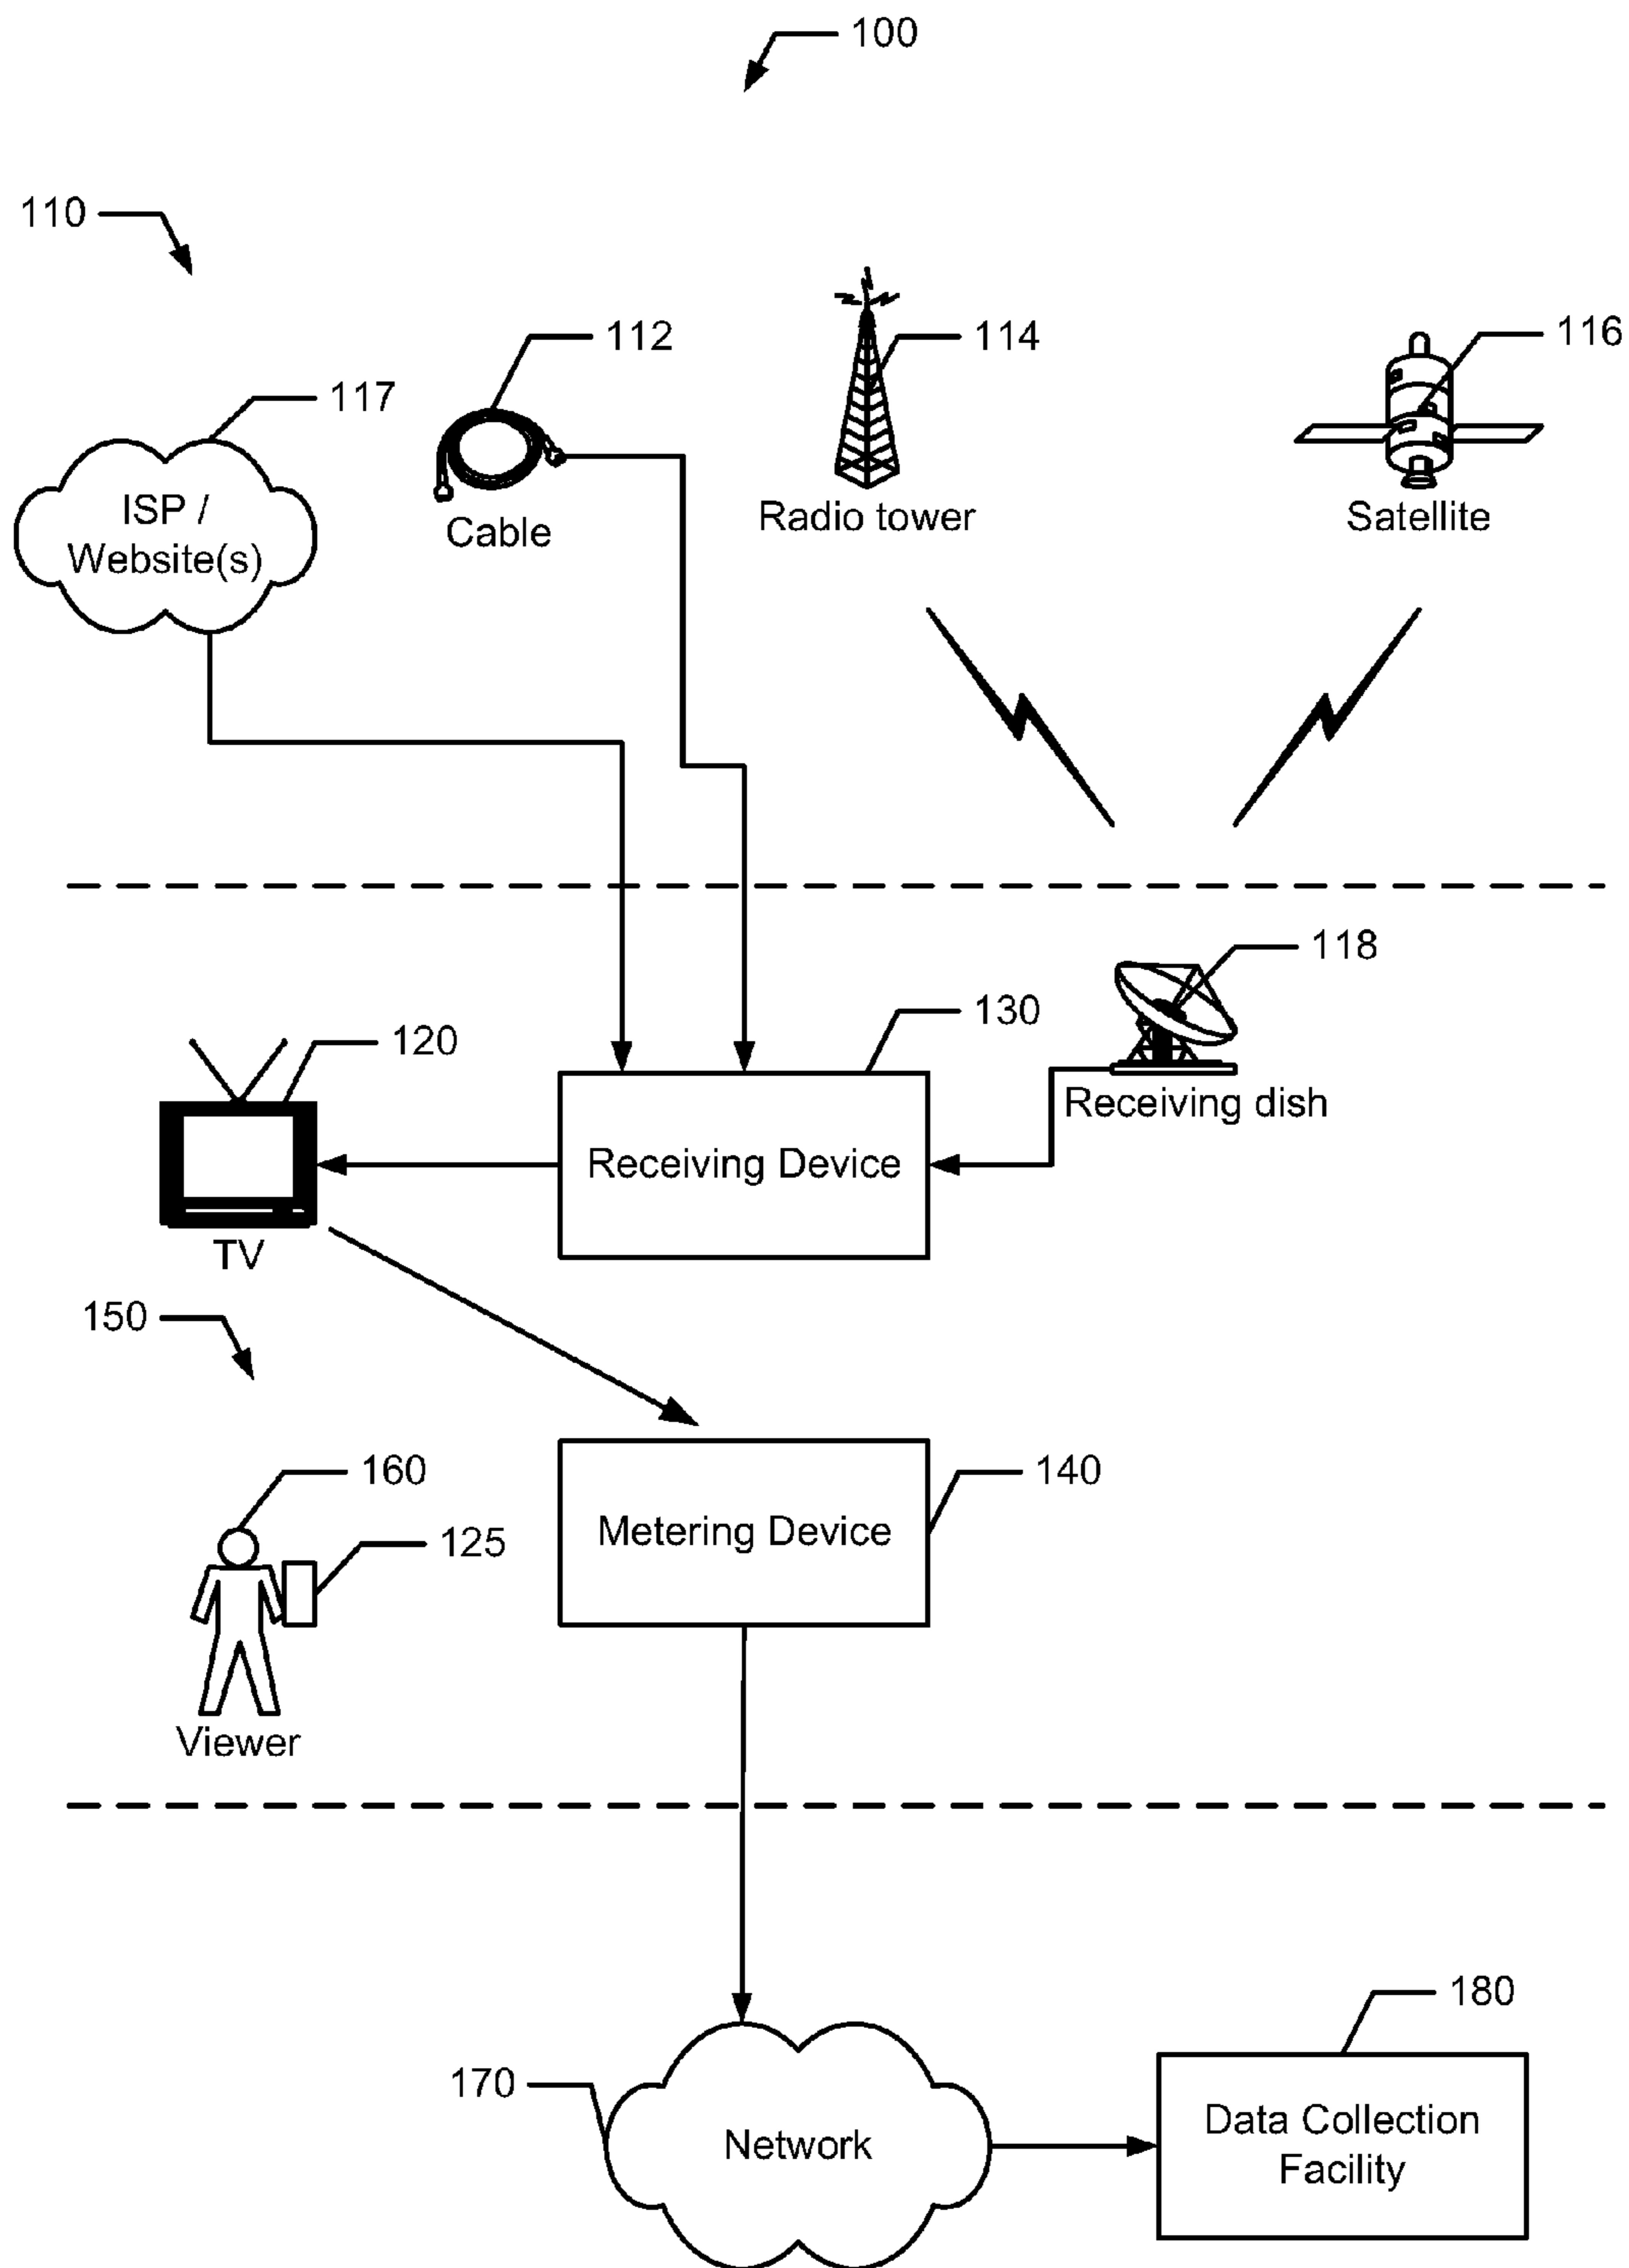 100
110
112
114
116
117
ISP /
Website(s)
Cable
Radio tower
Satellite
118
130
120
Receiving dish
Receiving Device
TV
150
160
140
125
Metering Device
Viewer
180
170
Network
Data Collection
Facility